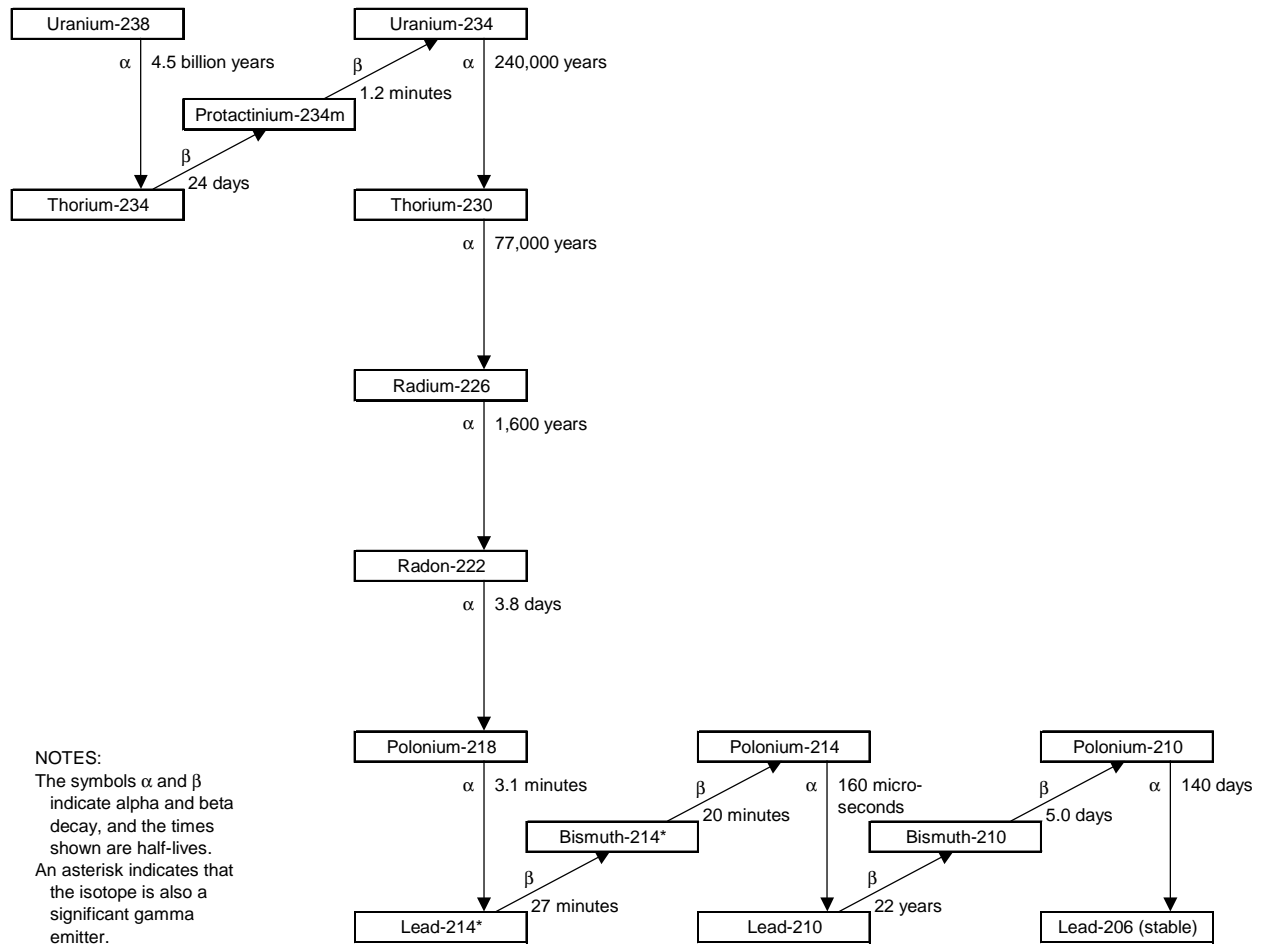 Uranium-238
Uranium-234
α 4.5 billion years
β
α 240,000 years
1.2 minutes
Protactinium-234m
β
24 days
Thorium-234
Thorium-230
α 77,000 years
Radium-226
α 1,600 years
Radon-222
α 3.8 days
Polonium-218
Polonium-214
Polonium-210
α 3.1 minutes
β
20 minutes
α 160 micro-
seconds
β
5.0 days
α 140 days
Bismuth-214*
Bismuth-210
β
27 minutes
β
22 years
Lead-214*
Lead-210
Lead-206 (stable)
NOTES:
The symbols α and β
indicate alpha and beta
decay, and the times
shown are half-lives.
An asterisk indicates that
the isotope is also a
significant gamma
emitter.